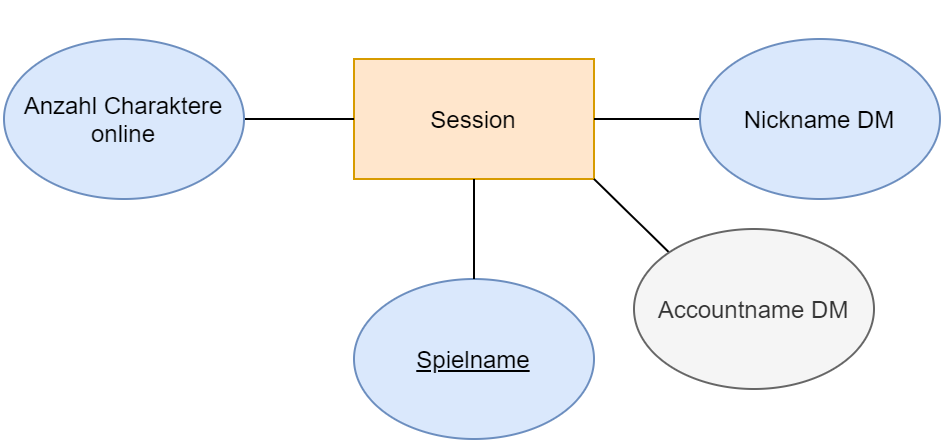 Anzahl Charaktere
online
Session
Nickname DM
Accountname DM
Spielname